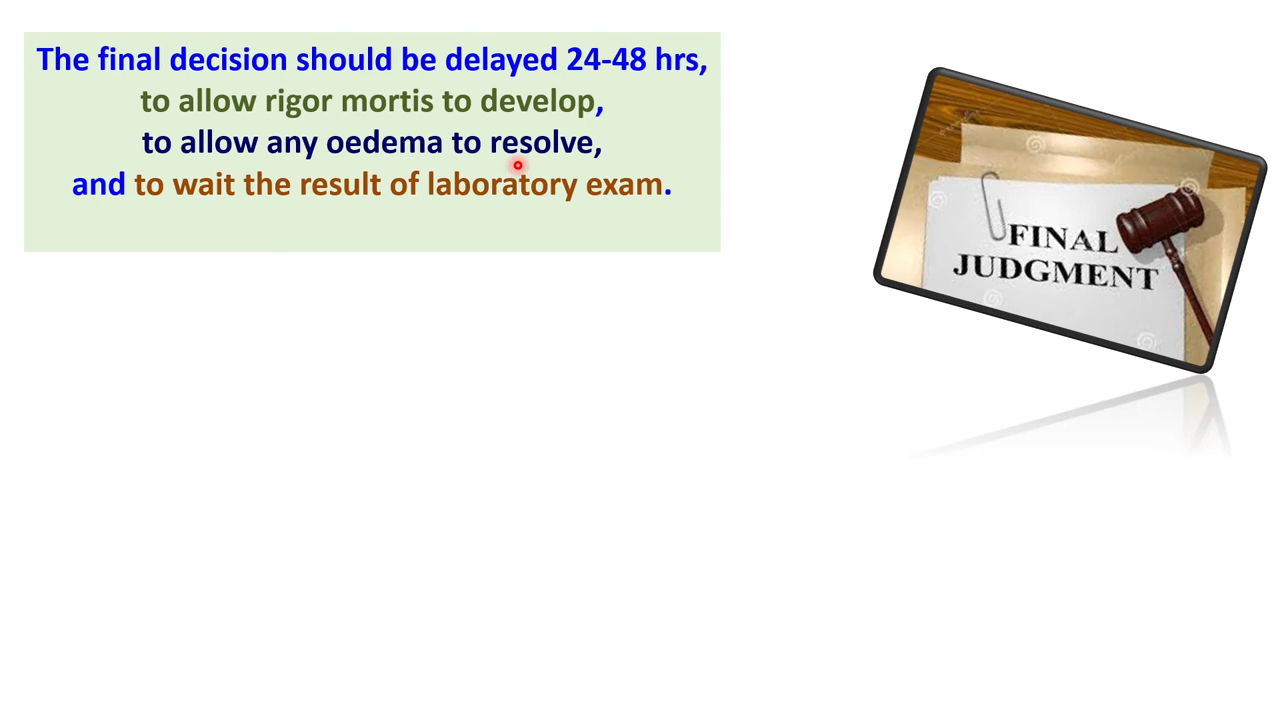 The final decision should be delayed 24-48 hrs,
to allow rigor mortis to develop,
to allow any oedema to resolve,
and to wait the result of laboratory exam.
FINAL
JUDGMENT